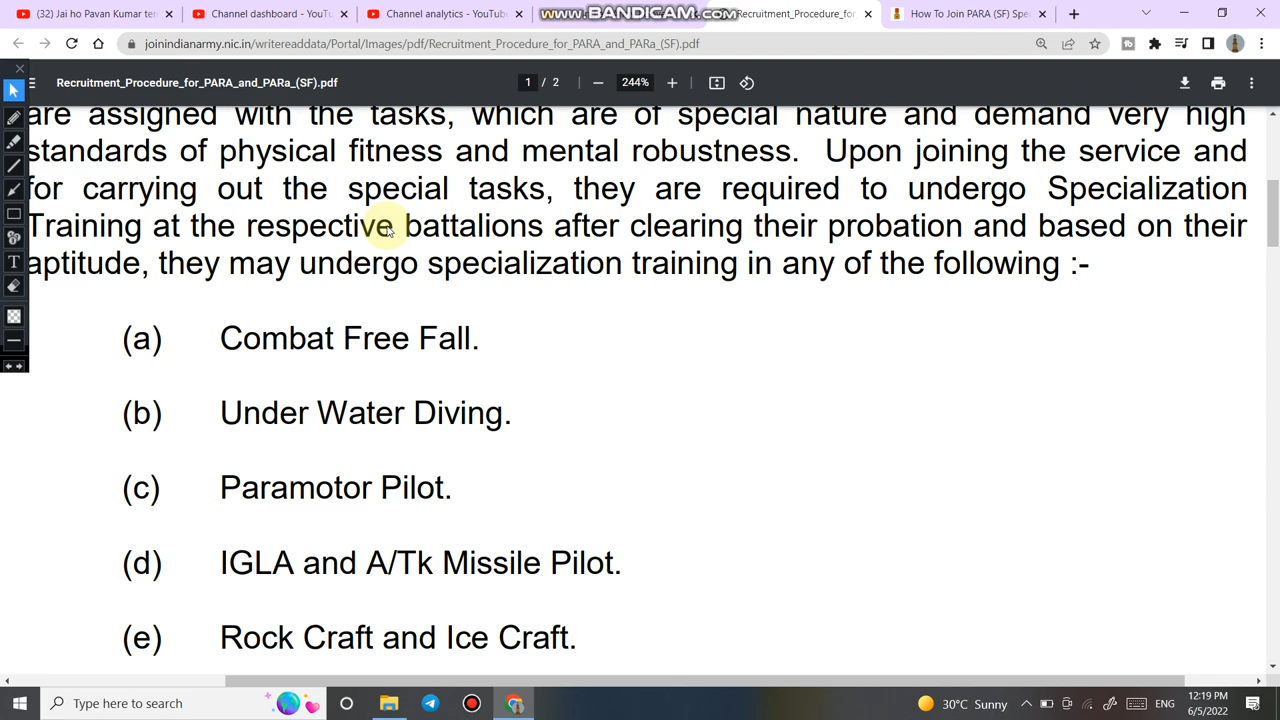 (32) Jai ho Pavan Kumar ter
Channel dashboard - YouTu
Channel analytics - YouTube
www.BANDICAM.com
Recruitment_Procedure_for_
How To Join PARA (SF) Spe
joinindianarmy.nic.in/writereaddata/Portal/Images/pdf/Recruitment_Procedure_for_PARA_and_PARa_(SF).pdf
Recruitment_Procedure_for_PARA_and_PARa_(SF).pdf
1 / 2
244%
are assigned with the tasks, which are of special nature and demand very high
standards of physical fitness and mental robustness. Upon joining the service and
for carrying out the special tasks, they are required to undergo Specialization
Training at the respective battalions after clearing their probation and based on their
aptitude, they may undergo specialization training in any of the following :-
(a) Combat Free Fall.
(b) Under Water Diving.
(c) Paramotor Pilot.
(d) IGLA and A/Tk Missile Pilot.
(e) Rock Craft and Ice Craft.
Type here to search
30°C Sunny
ENG
12:19 PM
6/5/2022